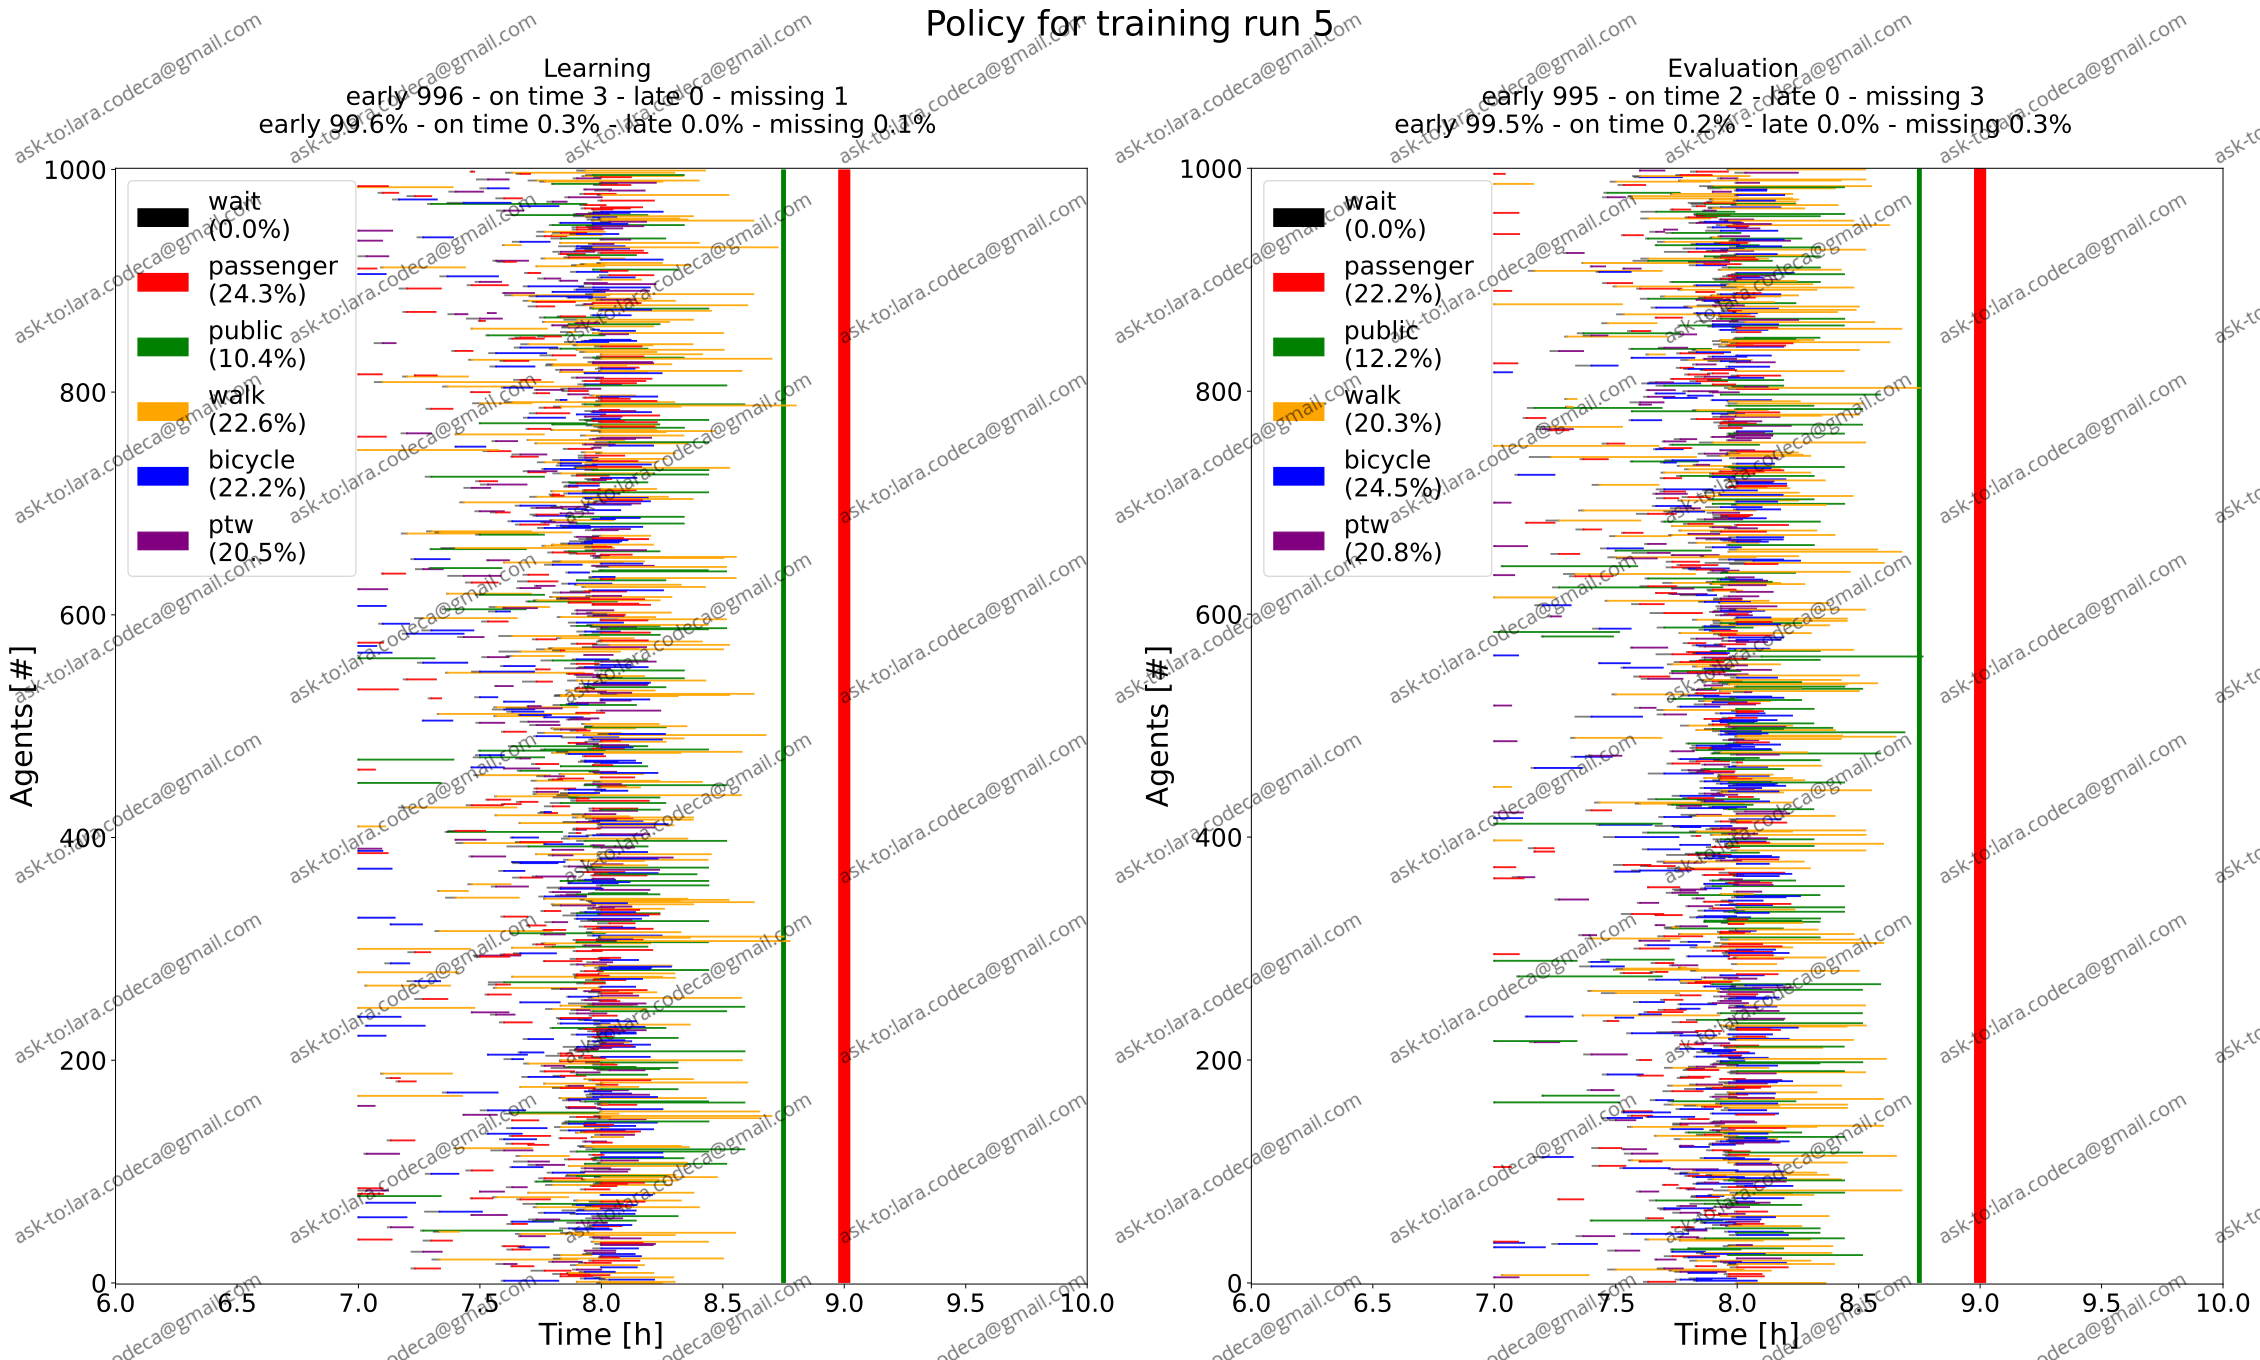 Policy for training run 5
Learning
early 996 - on time 3 - late 0 - missing 1
early 99.6% - on time 0.3% - late 0.0% - missing 0.1%
1000
800
600
400
200
0
Agents [#]
wait
(0.0%)
passenger
(24.3%)
public
(10.4%)
walk
(22.6%)
bicycle
(22.2%)
ptw
(20.5%)
6.0 6.5 7.0 7.5 8.0 8.5 9.0 9.5 10.0
Time [h]
Evaluation
early 995 - on time 2 - late 0 - missing 3
early 99.5% - on time 0.2% - late 0.0% - missing 0.3%
1000
800
600
400
200
0
Agents [#]
wait
(0.0%)
passenger
(22.2%)
public
(12.2%)
walk
(20.3%)
bicycle
(24.5%)
ptw
(20.8%)
6.0 6.5 7.0 7.5 8.0 8.5 9.0 9.5 10.0
Time [h]
ask-to:lara.codeca@gmail.com